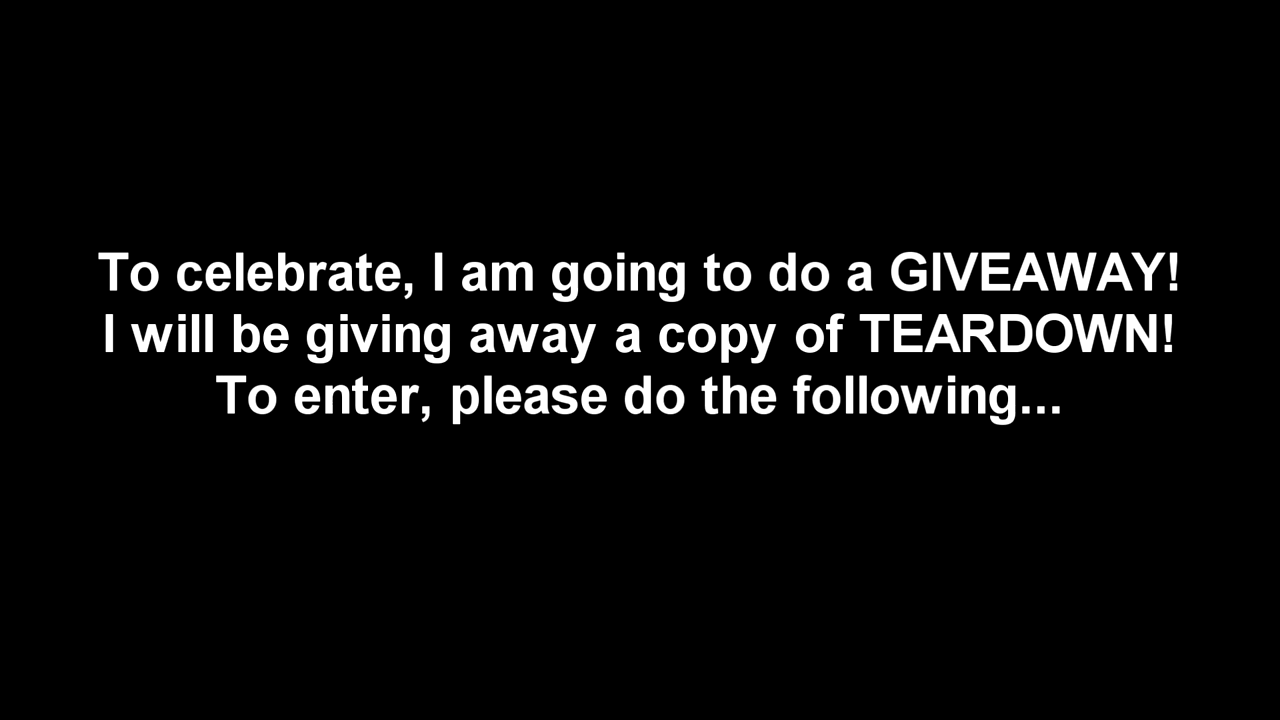 To celebrate, I am going to do a GIVEAWAY!
I will be giving away a copy of TEARDOWN!
To enter, please do the following...